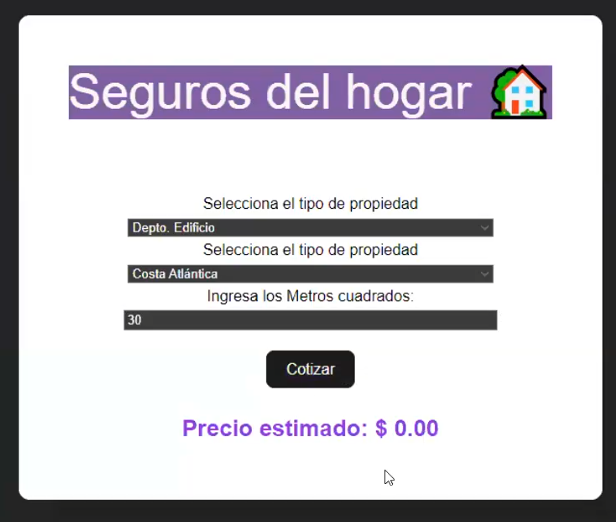 Seguros del hogar
Selecciona el tipo de propiedad
Depto. Edificio
Selecciona el tipo de propiedad
Costa Atlántica
Ingresa los Metros cuadrados:
30
Cotizar
Precio estimado: $ 0.00